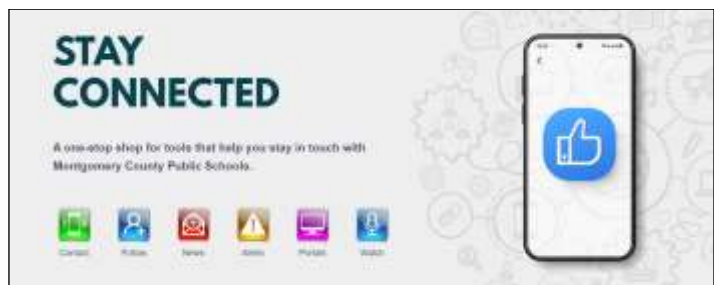 STAY
CONNECTED
A one-stop shop for tools that help you stay in touch with
Montgomery County Public Schools.
Contact Follow News Alerts Portals Watch